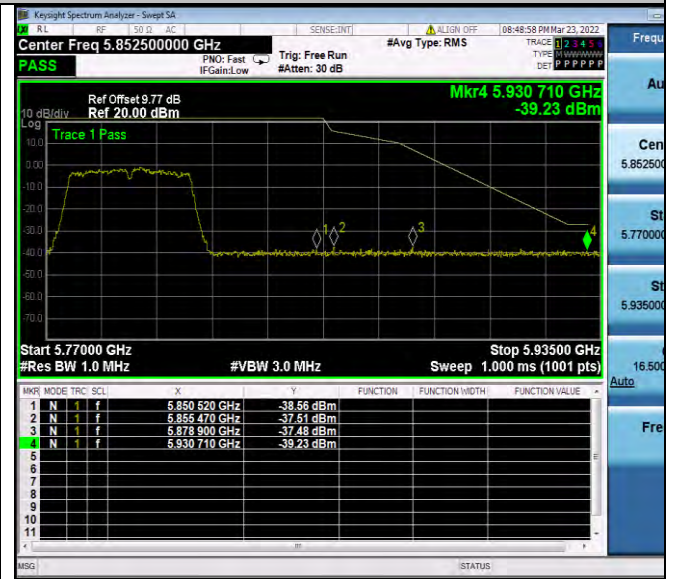 Keysight Spectrum Analyzer - Swept SA
RL RF 50 Ω AC SENSE:INT ALIGN OFF 08:48:58 PM Mar 23, 2022
Center Freq 5.852500000 GHz #Avg Type: RMS TRACE 1 2 3 4 5 6
PASS PNO: Fast Trig: Free Run TYPE M WWWWW
IFGain:Low #Atten: 30 dB DET P P P P P P
Frequ
Mkr4 5.930 710 GHz
-39.23 dBm
Ref Offset 9.77 dB
10 dB/div Ref 20.00 dBm
Log
Trace 1 Pass
10.0
0.00
-10.0
-20.0
-30.0
-40.0
-50.0
-60.0
-70.0
1 2 3 4
Start 5.77000 GHz Stop 5.93500 GHz
#Res BW 1.0 MHz #VBW 3.0 MHz Sweep 1.000 ms (1001 pts)
MKR MODE TRC SCL X Y FUNCTION FUNCTION WIDTH FUNCTION VALUE
1 N 1 f 5.850 520 GHz -38.56 dBm
2 N 1 f 5.855 470 GHz -37.51 dBm
3 N 1 f 5.878 900 GHz -37.48 dBm
4 N 1 f 5.930 710 GHz -39.23 dBm
5
6
7
8
9
10
11
MSG STATUS
Au
Cen
5.852500
St
5.770000
St
5.935000
16.500
Auto
Fre